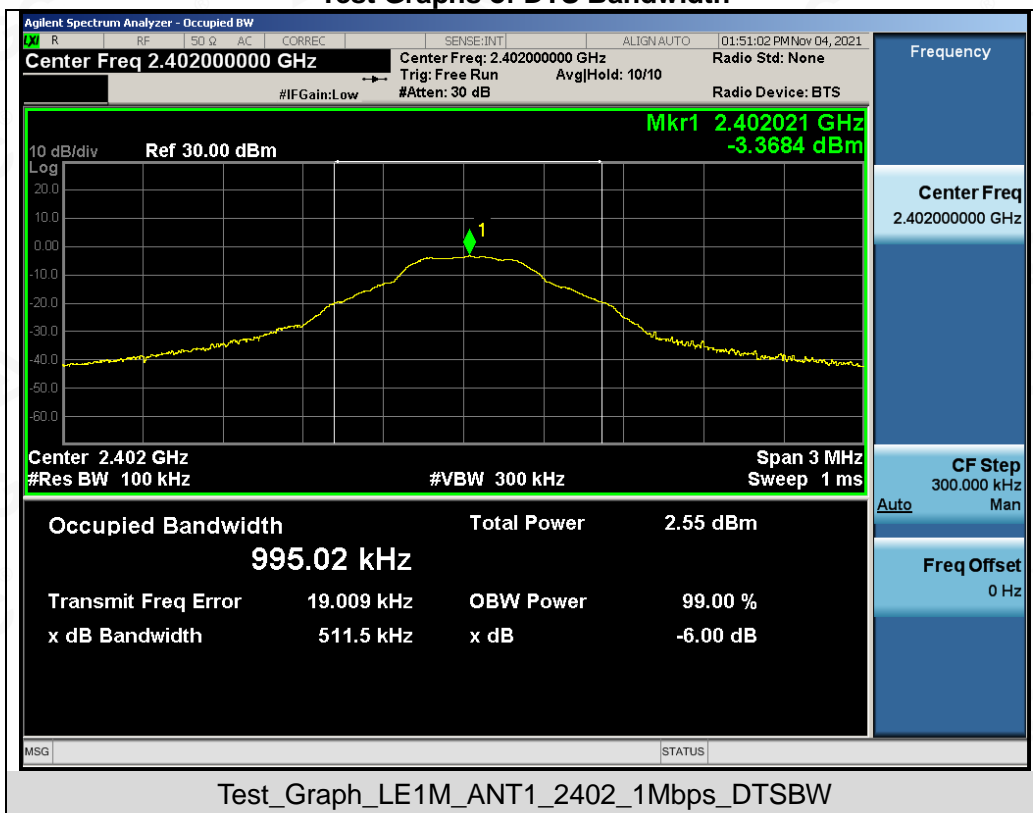 Test Graphs of DTS Bandwidth
Agilent Spectrum Analyzer - Occupied BW
LXI R RF 50 Ω AC CORREC SENSE:INT ALIGN AUTO 01:51:02 PM Nov 04, 2021
Center Freq 2.402000000 GHz
Center Freq: 2.402000000 GHz Radio Std: None
Trig: Free Run Avg|Hold: 10/10
#IFGain:Low #Atten: 30 dB Radio Device: BTS
Frequency
Mkr1 2.402021 GHz
-3.3684 dBm
10 dB/div Ref 30.00 dBm
Log
20.0
10.0
0.00
-10.0
-20.0
-30.0
-40.0
-50.0
-60.0
1
Center 2.402 GHz Span 3 MHz
#Res BW 100 kHz #VBW 300 kHz Sweep 1 ms
Center Freq
2.402000000 GHz
CF Step
300.000 kHz
Auto Man
Freq Offset
0 Hz
Occupied Bandwidth Total Power 2.55 dBm
995.02 kHz
Transmit Freq Error 19.009 kHz OBW Power 99.00 %
x dB Bandwidth 511.5 kHz x dB -6.00 dB
MSG STATUS
Test_Graph_LE1M_ANT1_2402_1Mbps_DTSBW